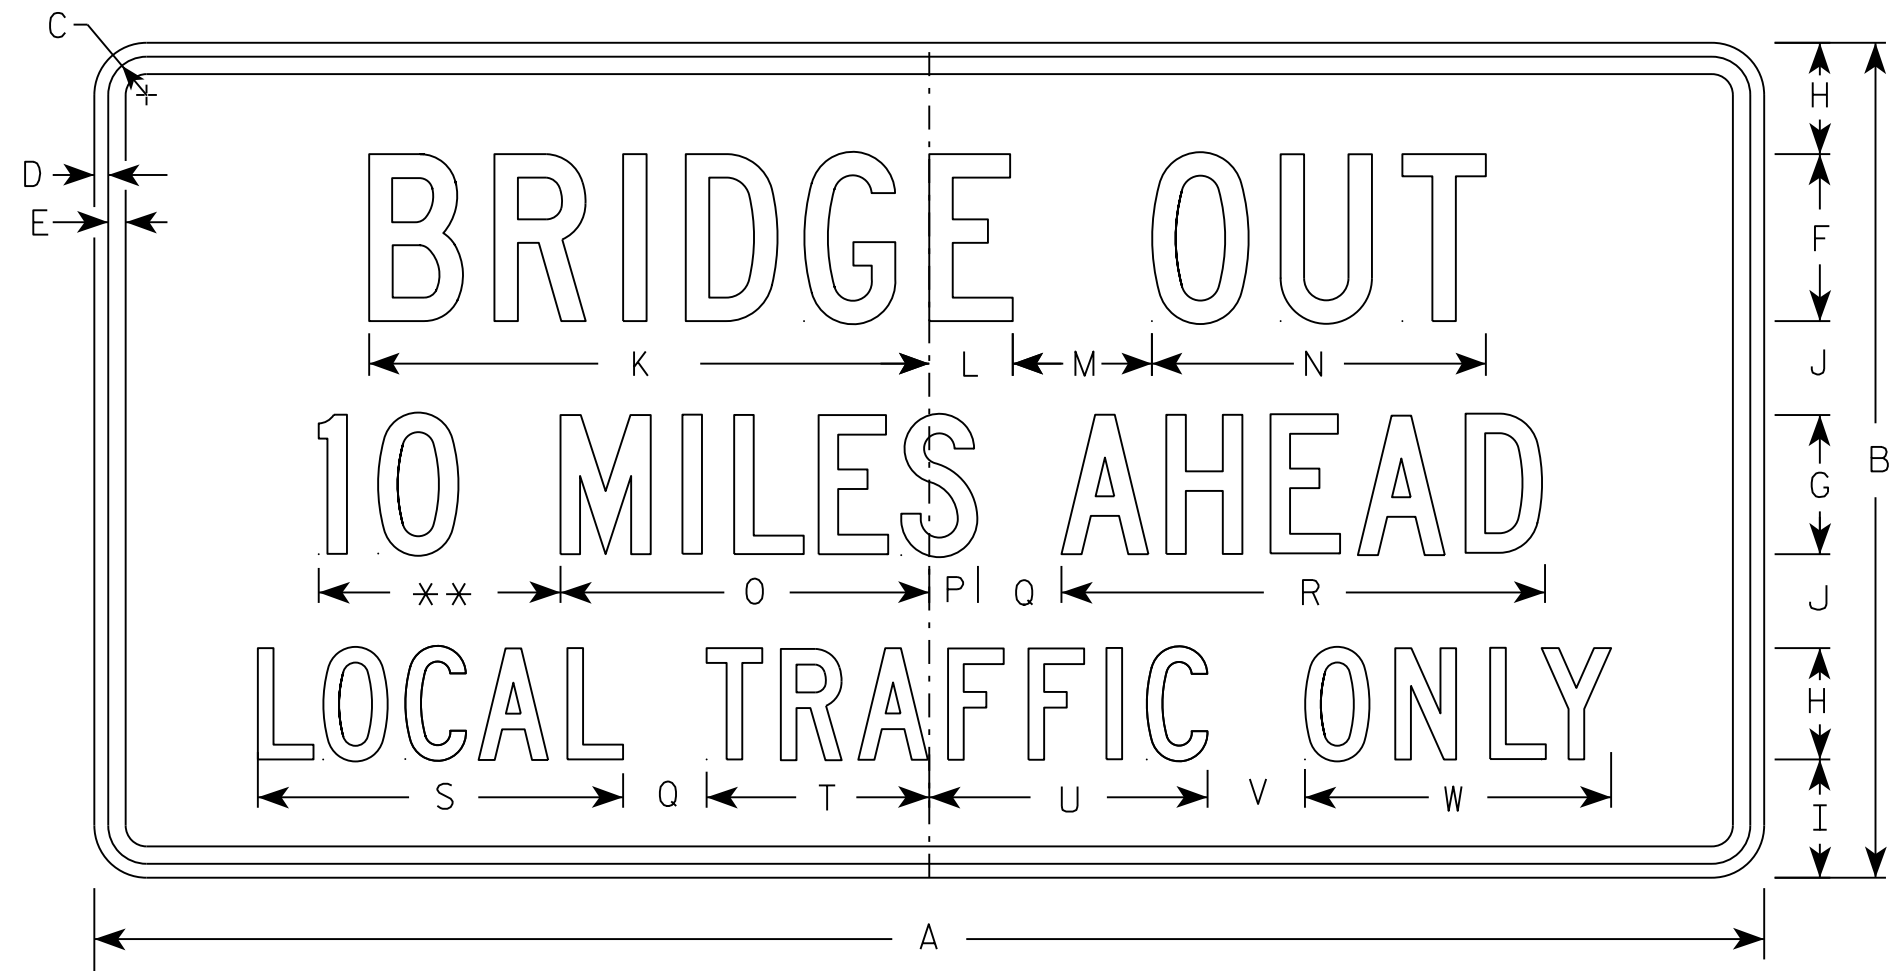 C
H
D
E
BRIDGE OUT
F
K L M N
J
10 MILES AHEAD
G
B
** O P Q R
J
LOCAL TRAFFIC ONLY
H
S Q T U V W
I
A